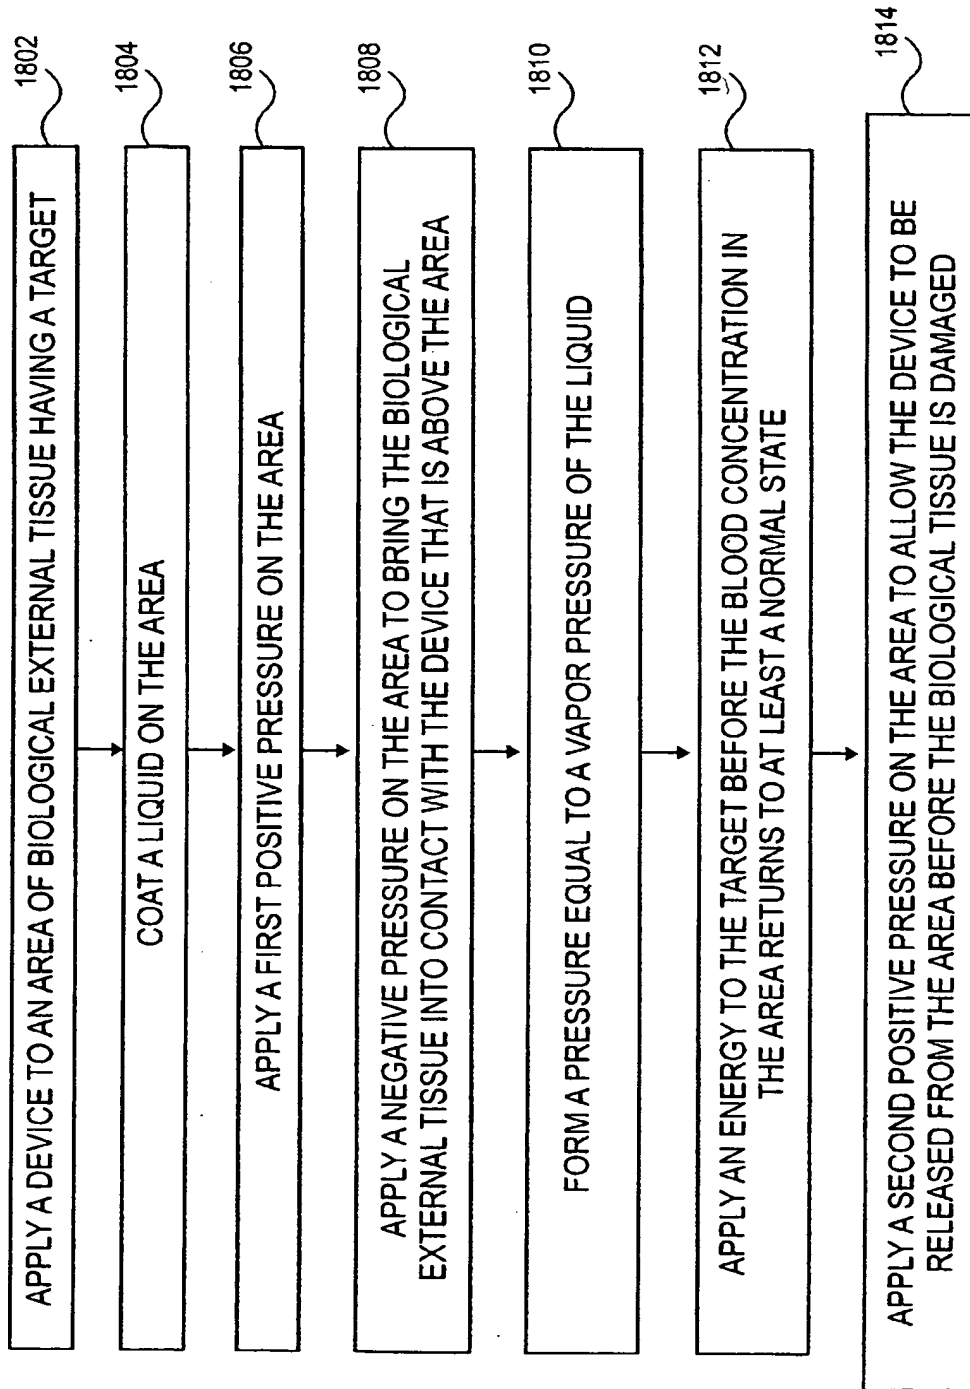 1802
APPLY A DEVICE TO AN AREA OF BIOLOGICAL EXTERNAL TISSUE HAVING A TARGET
1804
COAT A LIQUID ON THE AREA
1806
APPLY A FIRST POSITIVE PRESSURE ON THE AREA
1808
APPLY A NEGATIVE PRESSURE ON THE AREA TO BRING THE BIOLOGICAL
EXTERNAL TISSUE INTO CONTACT WITH THE DEVICE THAT IS ABOVE THE AREA
1810
FORM A PRESSURE EQUAL TO A VAPOR PRESSURE OF THE LIQUID
1812
APPLY AN ENERGY TO THE TARGET BEFORE THE BLOOD CONCENTRATION IN
THE AREA RETURNS TO AT LEAST A NORMAL STATE
1814
APPLY A SECOND POSITIVE PRESSURE ON THE AREA TO ALLOW THE DEVICE TO BE
RELEASED FROM THE AREA BEFORE THE BIOLOGICAL TISSUE IS DAMAGED